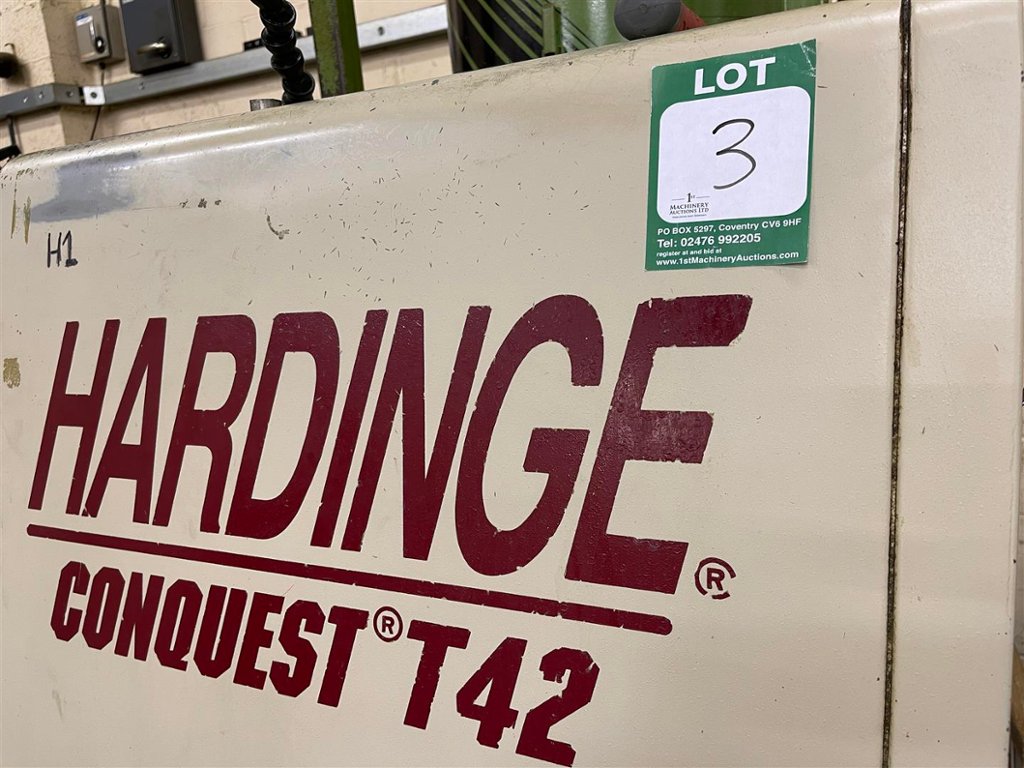 LOT
3
1st
MACHINERY
AUCTIONS LTD
PO BOX 5297, Coventry CV6 9HF
Tel: 02476 992205
register at and bid at
www.1stMachineryAuctions.com
H1
HARDINGE®
CONQUEST® T42